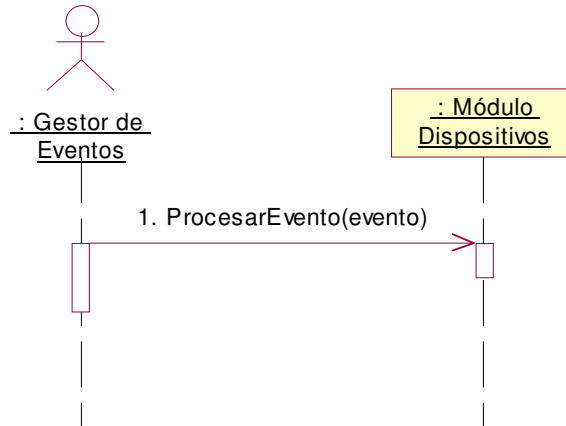 : Gestor de
Eventos
: Módulo
Dispositivos
1. ProcesarEvento(evento)